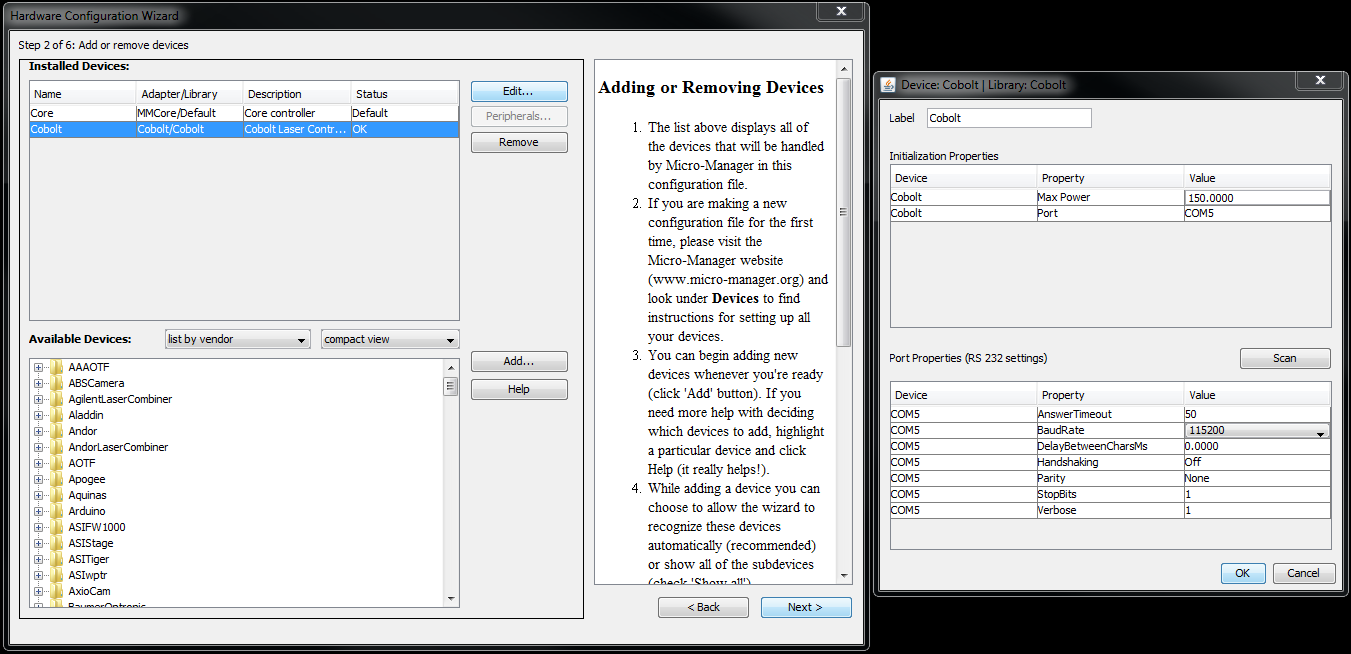 Hardware Configuration Wizard
Step 2 of 6: Add or remove devices
Installed Devices:
Name Adapter/Library Description Status
Core MMCore/Default Core controller Default
Cobolt Cobolt/Cobolt Cobolt Laser Contr... OK
Edit...
Peripherals...
Remove
Available Devices: list by vendor compact view
AAAOTF
ABSCamera
AgilentLaserCombiner
Aladdin
Andor
AndorLaserCombiner
AOTF
Apogee
Aquinas
Arduino
ASIFW1000
ASIStage
ASITiger
ASIwptr
AxioCam
BaumerOptronic
Add...
Help
Adding or Removing Devices
1. The list above displays all of
the devices that will be handled
by Micro-Manager in this
configuration file.
2. If you are making a new
configuration file for the first
time, please visit the
Micro-Manager website
(www.micro-manager.org) and
look under Devices to find
instructions for setting up all
your devices.
3. You can begin adding new
devices whenever you're ready
(click 'Add' button). If you
need more help with deciding
which devices to add, highlight
a particular device and click
Help (it really helps!).
4. While adding a device you can
choose to allow the wizard to
recognize these devices
automatically (recommended)
or show all of the subdevices
(check 'Show all')
< Back Next >
Device: Cobolt | Library: Cobolt
Label Cobolt
Initialization Properties
Device Property Value
Cobolt Max Power 150.0000
Cobolt Port COM5
Port Properties (RS 232 settings) Scan
Device Property Value
COM5 AnswerTimeout 50
COM5 BaudRate 115200
COM5 DelayBetweenCharsMs 0.0000
COM5 Handshaking Off
COM5 Parity None
COM5 StopBits 1
COM5 Verbose 1
OK Cancel